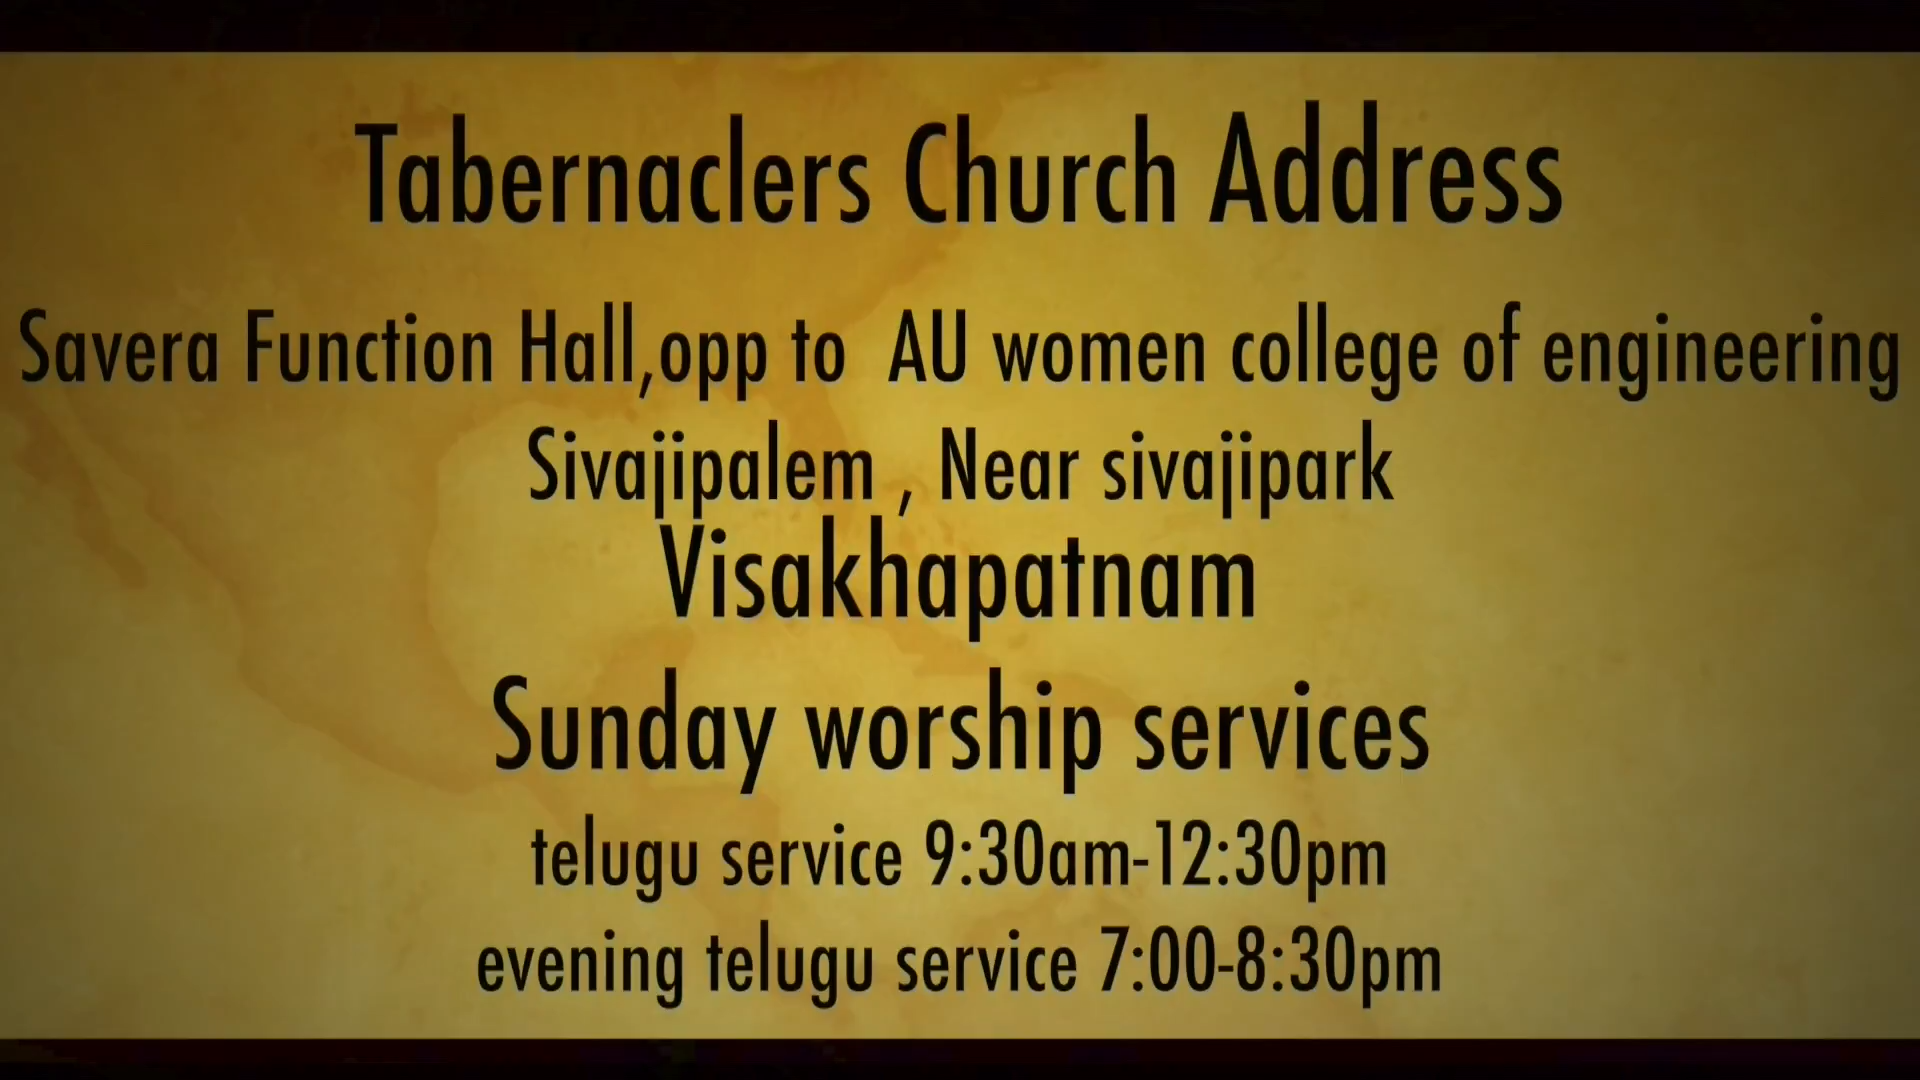 Tabernaclers Church Address
Savera Function Hall,opp to  AU women college of engineering
Sivajipalem , Near sivajipark
Visakhapatnam
Sunday worship services
telugu service 9:30am-12:30pm
evening telugu service 7:00-8:30pm